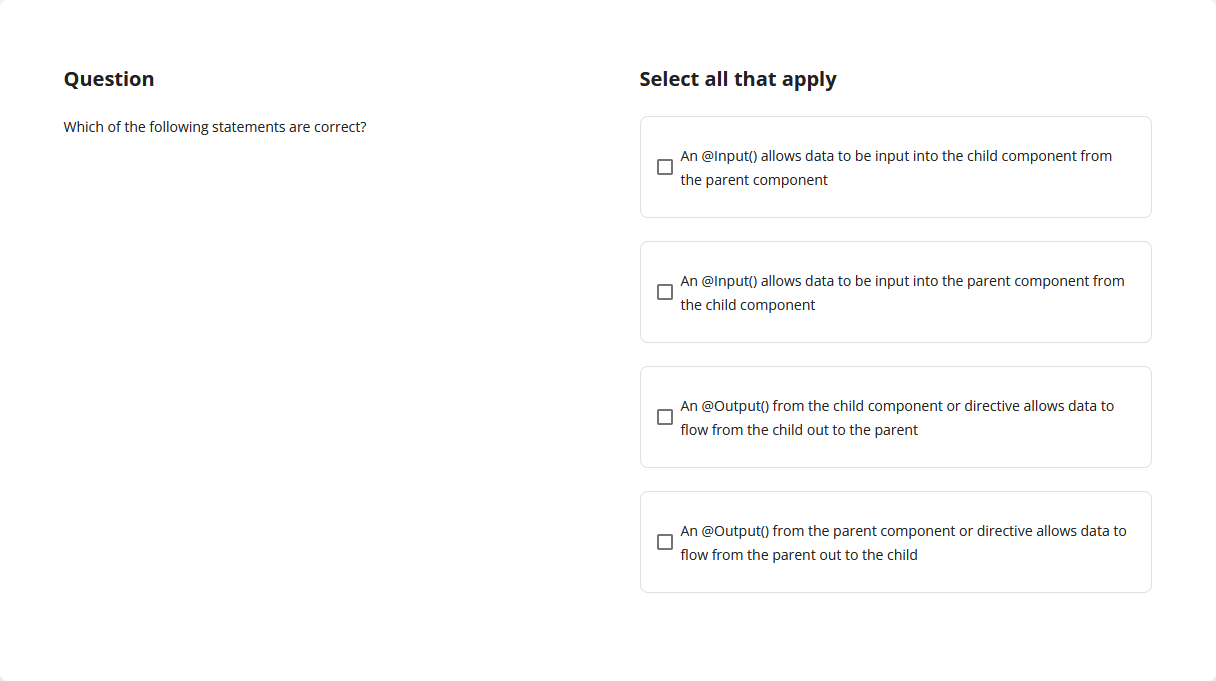 Question
Which of the following statements are correct?
Select all that apply
An @Input() allows data to be input into the child component from
the parent component
An @Input() allows data to be input into the parent component from
the child component
An @Output() from the child component or directive allows data to
flow from the child out to the parent
An @Output() from the parent component or directive allows data to
flow from the parent out to the child